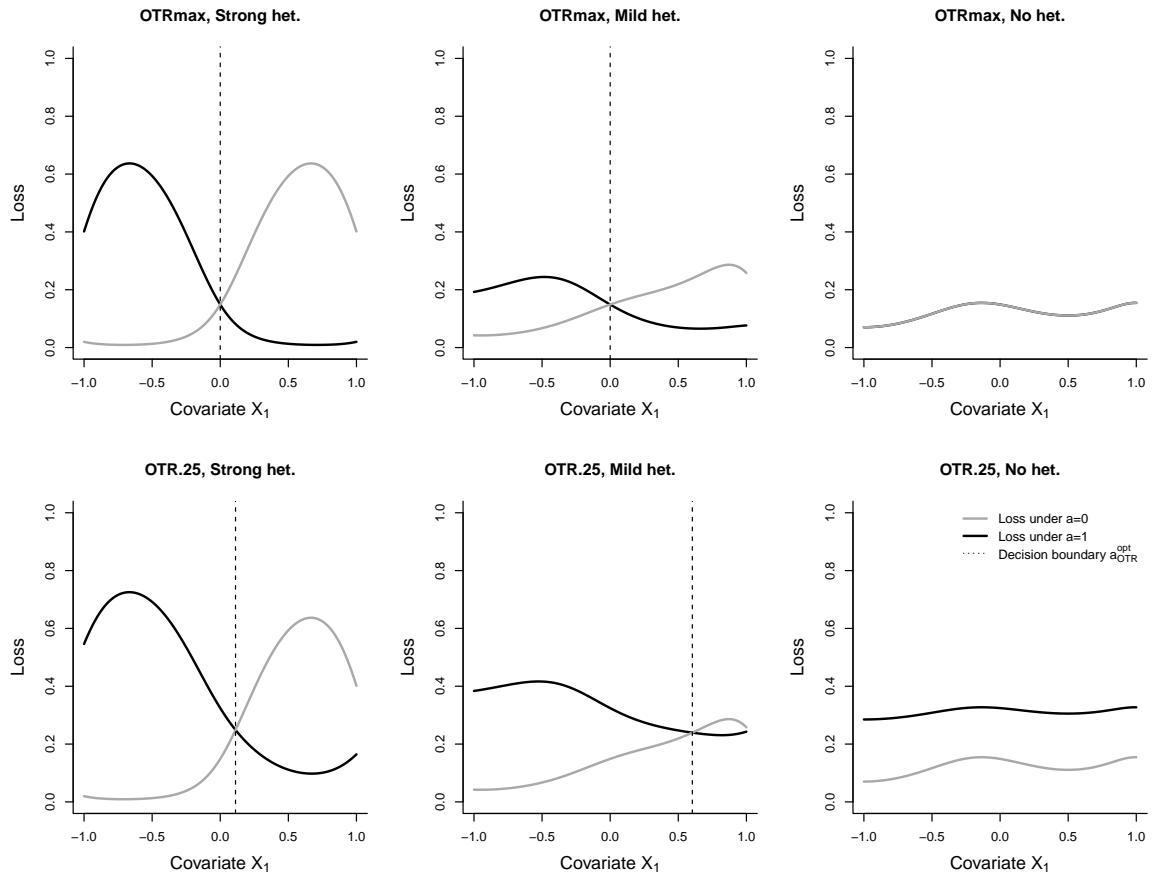 OTRmax, Strong het.
OTRmax, Mild het.
OTRmax, No het.
Loss
0.0 0.2 0.4 0.6 0.8 1.0
−1.0 −0.5 0.0 0.5 1.0
Covariate X₁
Loss
0.0 0.2 0.4 0.6 0.8 1.0
−1.0 −0.5 0.0 0.5 1.0
Covariate X₁
Loss
0.0 0.2 0.4 0.6 0.8 1.0
−1.0 −0.5 0.0 0.5 1.0
Covariate X₁
OTR.25, Strong het.
OTR.25, Mild het.
OTR.25, No het.
Loss
0.0 0.2 0.4 0.6 0.8 1.0
−1.0 −0.5 0.0 0.5 1.0
Covariate X₁
Loss
0.0 0.2 0.4 0.6 0.8 1.0
−1.0 −0.5 0.0 0.5 1.0
Covariate X₁
Loss
0.0 0.2 0.4 0.6 0.8 1.0
Loss under a=0
Loss under a=1
Decision boundary a_OTR^opt
−1.0 −0.5 0.0 0.5 1.0
Covariate X₁